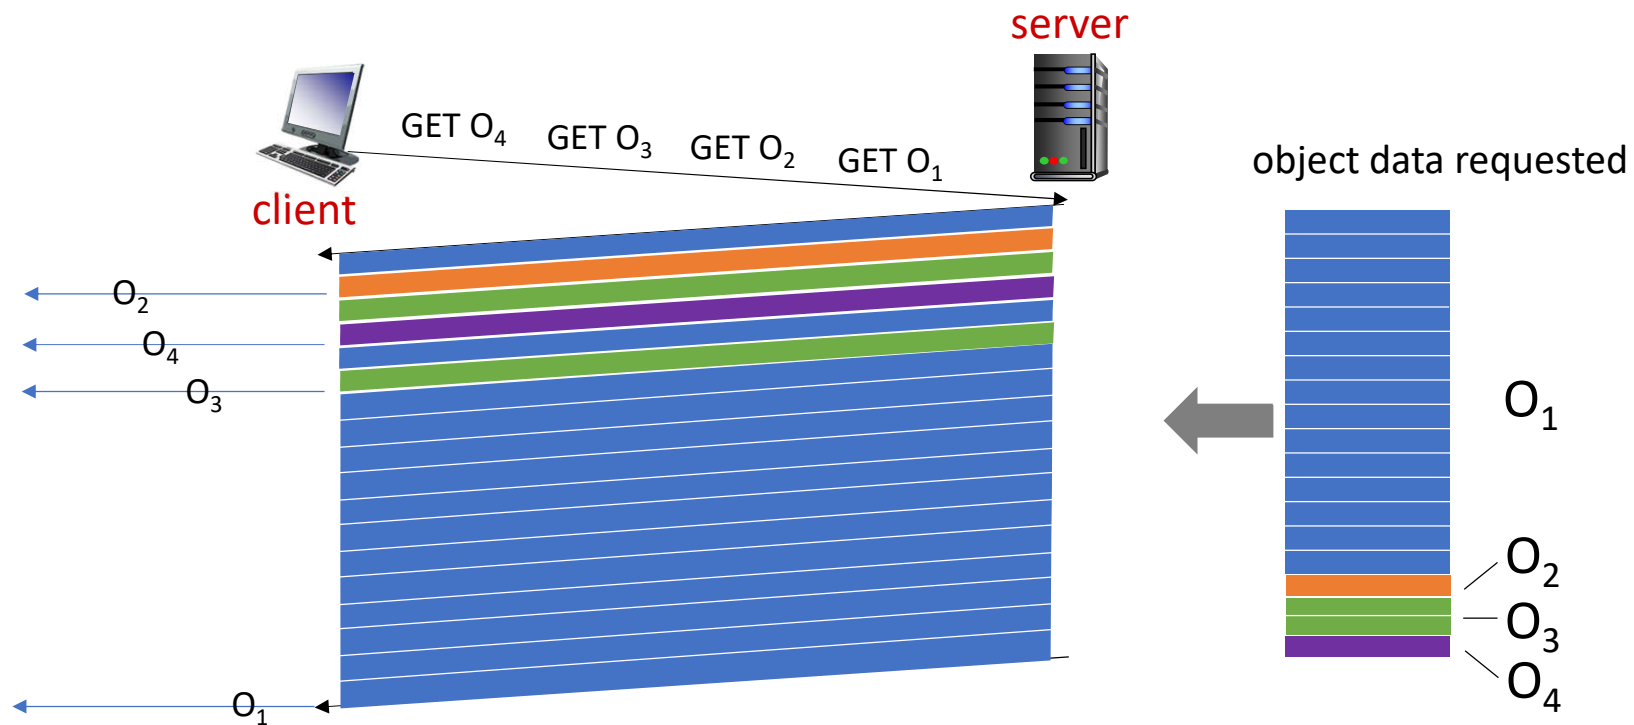 server
GET O₄ GET O₃ GET O₂ GET O₁
object data requested
client
O₂
O₄
O₃
O₁
O₁
O₂
O₃
O₄